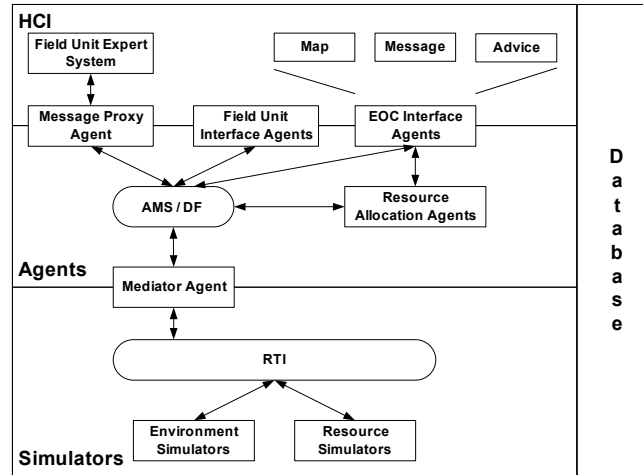 HCI
Field Unit Expert
System
Map
Message
Advice
Message Proxy
Agent
Field Unit
Interface Agents
EOC Interface
Agents
AMS / DF
Resource
Allocation Agents
Agents
Mediator Agent
RTI
Environment
Simulators
Resource
Simulators
Simulators
D
a
t
a
b
a
s
e